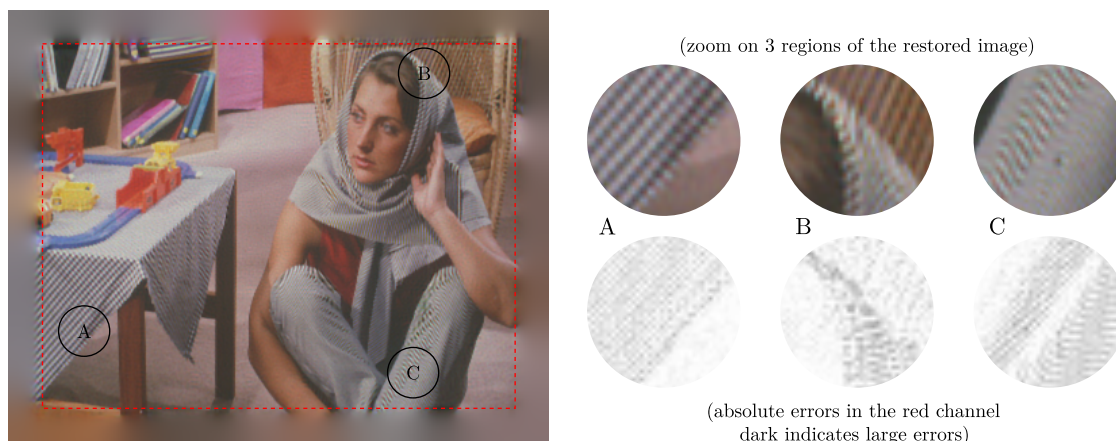 (zoom on 3 regions of the restored image)
B
A
C
A
B
C
(absolute errors in the red channel
dark indicates large errors)